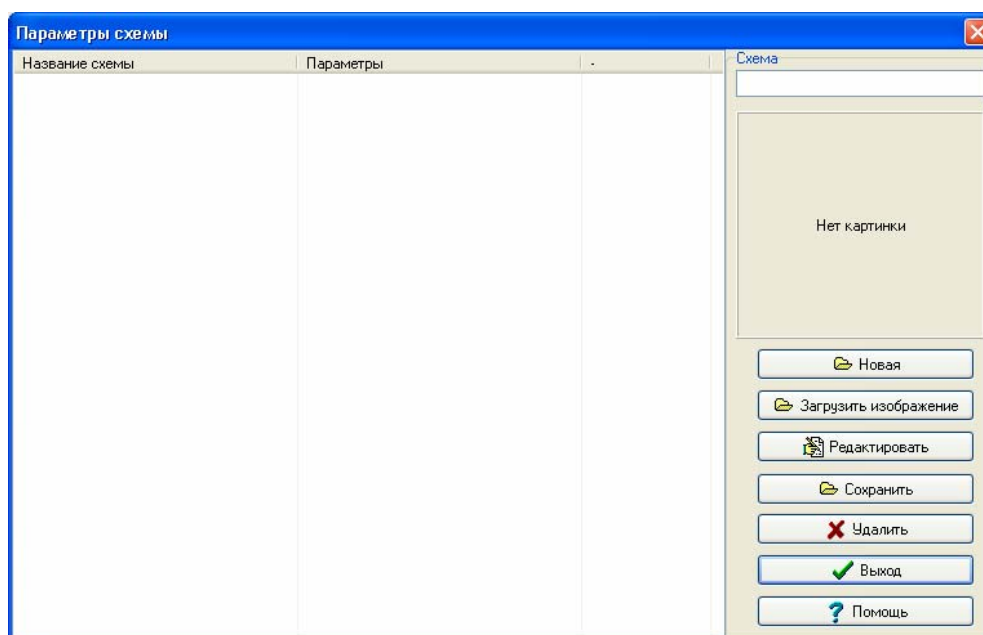 Параметры схемы
Название схемы Параметры -
Схема
Нет картинки
Новая
Загрузить изображение
Редактировать
Сохранить
Удалить
Выход
Помощь